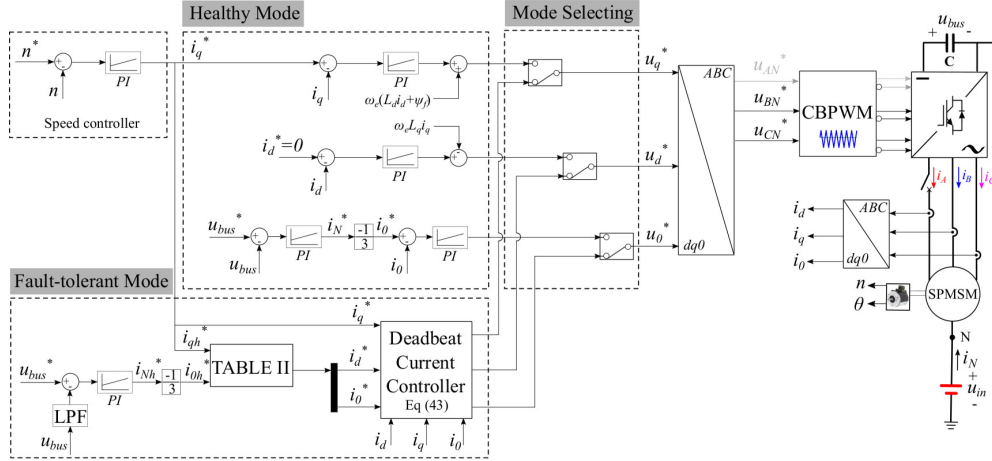 Healthy Mode
Mode Selecting
n*
n
PI
Speed controller
i_q*
i_q
PI
ω_e(L_d i_d+ψ_f)
ω_e L_q i_q
i_d*=0
i_d
PI
u_bus*
u_bus
PI
i_N*
-1
3
i_0*
i_0
PI
u_q*
u_d*
u_0*
ABC
dq0
u_AN*
u_BN*
u_CN*
CBPWM
u_bus
+
-
C
i_A
i_B
ABC
dq0
i_d
i_q
i_0
n
θ
SPMSM
N
i_N
+
u_in
-
Fault-tolerant Mode
u_bus*
LPF
u_bus
PI
i_Nh*
-1
3
i_0h*
i_qh*
TABLE II
i_q*
i_d*
i_0*
Deadbeat
Current
Controller
Eq (43)
i_d
i_q
i_0